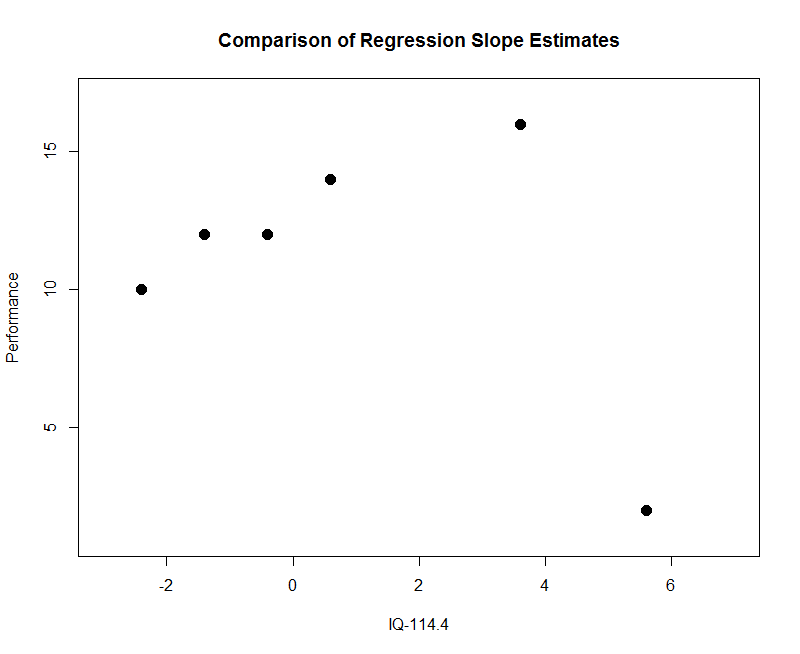 Comparison of Regression Slope Estimates
15
10
5
Performance
-2 0 2 4 6
IQ-114.4